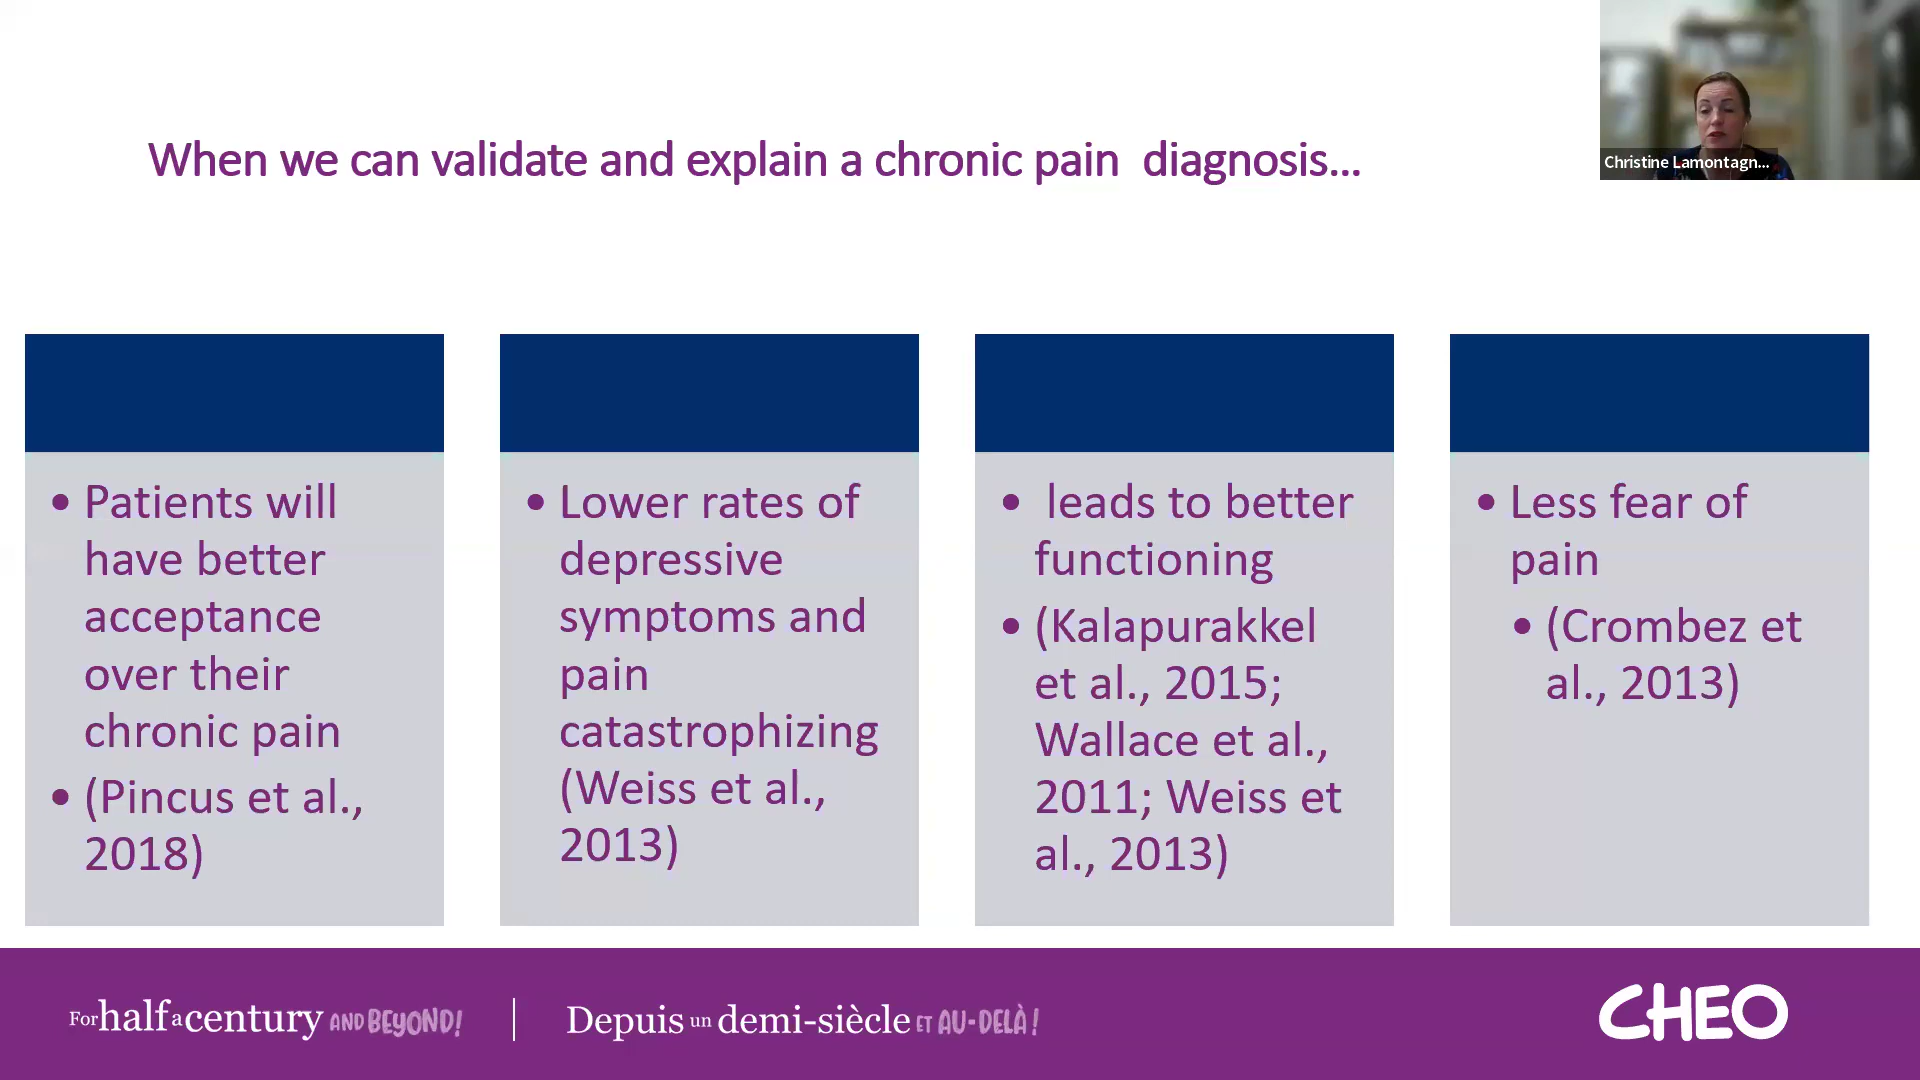 When we can validate and explain a chronic pain  diagnosis...
Christine Lamontagn...
• Patients will
have better
acceptance
over their
chronic pain
• (Pincus et al.,
2018)
• Lower rates of
depressive
symptoms and
pain
catastrophizing
(Weiss et al.,
2013)
• leads to better
functioning
• (Kalapurakkel
et al., 2015;
Wallace et al.,
2011; Weiss et
al., 2013)
• Less fear of
pain
• (Crombez et
al., 2013)
For half a century AND BEYOND!
Depuis un demi-siècle ET AU-DELÀ!
CHEO